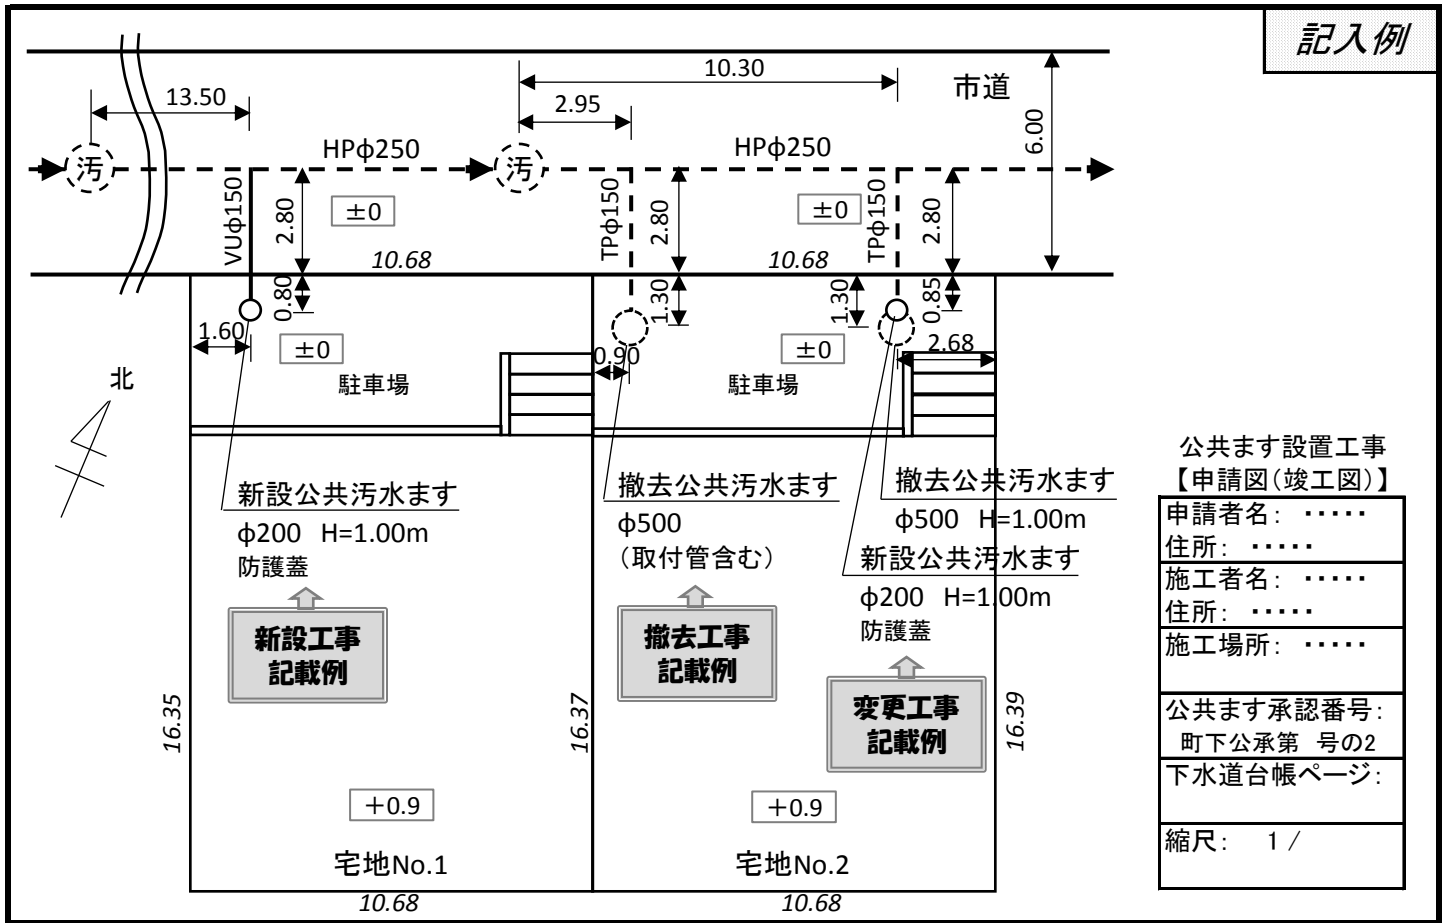 記入例
10.30
市道
13.50
2.95
6.00
HPφ250
HPφ250
汚
汚
VUφ150
2.80
±0
TPφ150
2.80
±0
TPφ150
2.80
10.68
10.68
0.80
1.30
1.30
0.85
1.60
±0
0.90
±0
2.68
北
駐車場
駐車場
新設公共汚水ます
φ200 H=1.00m
防護蓋
撤去公共汚水ます
φ500
（取付管含む）
撤去公共汚水ます
φ500 H=1.00m
新設公共汚水ます
φ200 H=1.00m
防護蓋
新設工事
記載例
撤去工事
記載例
変更工事
記載例
16.35
16.37
16.39
+0.9
+0.9
宅地No.1
宅地No.2
10.68
10.68
公共ます設置工事
【申請図（竣工図）】
申請者名： ・・・・・
住所： ・・・・・
施工者名： ・・・・・
住所： ・・・・・
施工場所： ・・・・・
公共ます承認番号：
町下公承第 号の2
下水道台帳ページ：
縮尺： 1 /